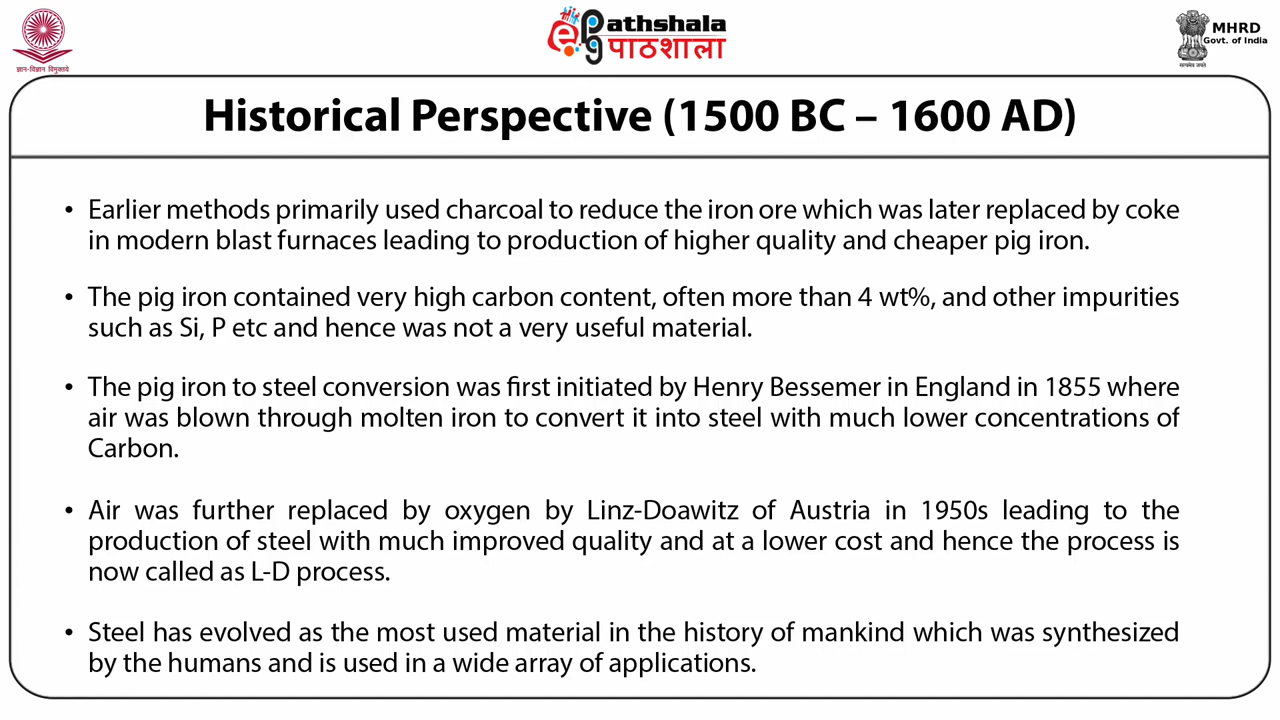 ज्ञान-विज्ञान विमुक्तये
ePathshala
पाठशाला
सत्यमेव जयते
MHRD
Govt. of India
Historical Perspective (1500 BC – 1600 AD)
• Earlier methods primarily used charcoal to reduce the iron ore which was later replaced by coke
in modern blast furnaces leading to production of higher quality and cheaper pig iron.
• The pig iron contained very high carbon content, often more than 4 wt%, and other impurities
such as Si, P etc and hence was not a very useful material.
• The pig iron to steel conversion was first initiated by Henry Bessemer in England in 1855 where
air was blown through molten iron to convert it into steel with much lower concentrations of
Carbon.
• Air was further replaced by oxygen by Linz-Doawitz of Austria in 1950s leading to the
production of steel with much improved quality and at a lower cost and hence the process is
now called as L-D process.
• Steel has evolved as the most used material in the history of mankind which was synthesized
by the humans and is used in a wide array of applications.